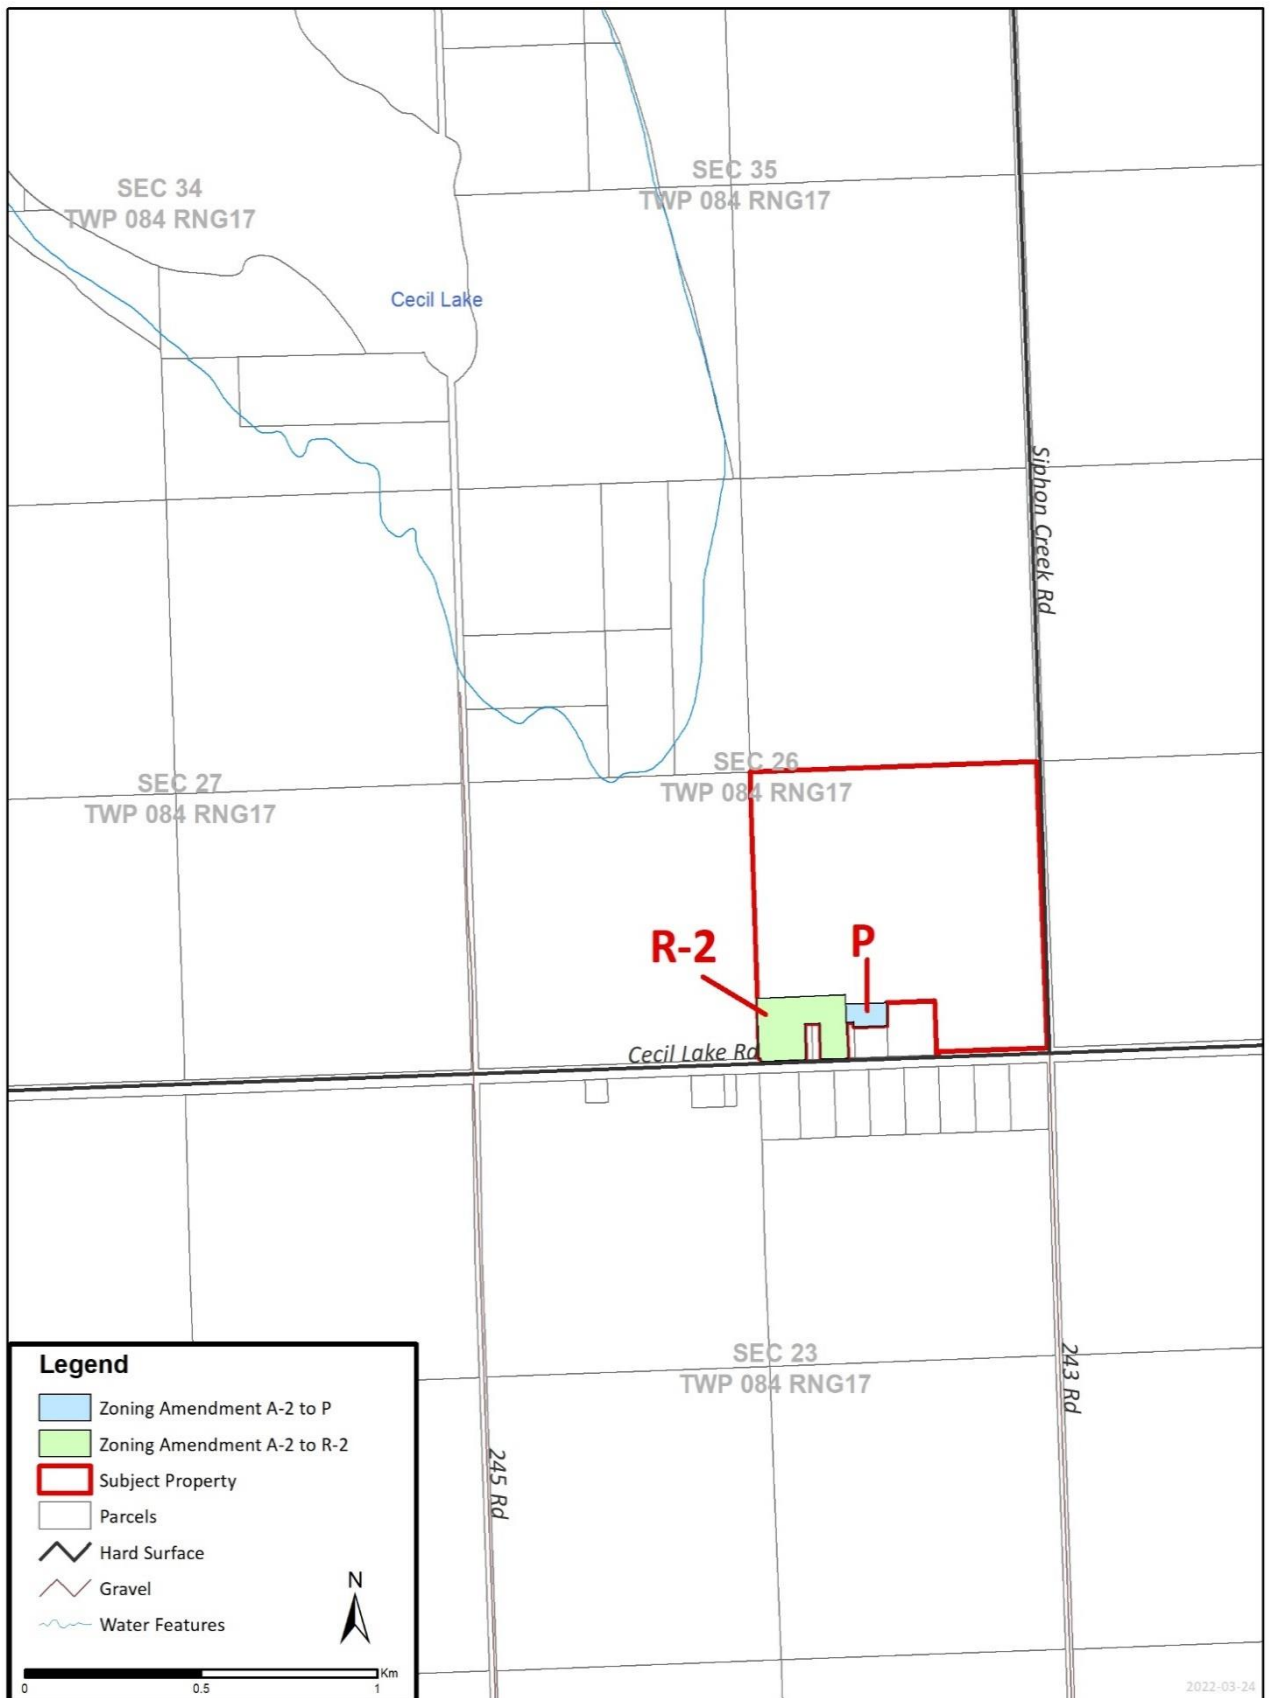 SEC 34
TWP 084 RNG17
SEC 35
TWP 084 RNG17
Cecil Lake
Siphon Creek Rd
SEC 27
TWP 084 RNG17
SEC 26
TWP 084 RNG17
R-2
P
Cecil Lake Rd
SEC 23
TWP 084 RNG17
243 Rd
245 Rd
Legend
Zoning Amendment A-2 to P
Zoning Amendment A-2 to R-2
Subject Property
Parcels
Hard Surface
Gravel
Water Features
N
Km
0 0.5 1
2022-03-24